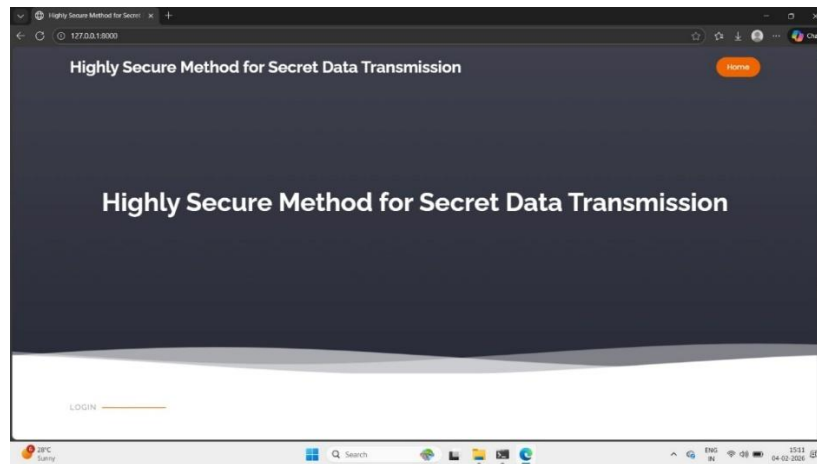 Highly Secure Method for Secret
127.0.0.1:8000
Highly Secure Method for Secret Data Transmission
Home
Highly Secure Method for Secret Data Transmission
LOGIN
28°C
Sunny
Search
ENG
IN
15:11
04-02-2026